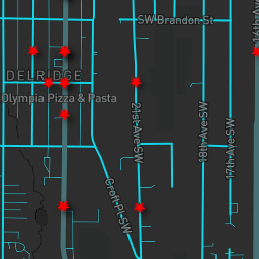 SW Brandon St
16th Ave
DELRIDGE
Olympia Pizza & Pasta
21st Ave SW
18th Ave SW
17th Ave SW
Croft Pl SW